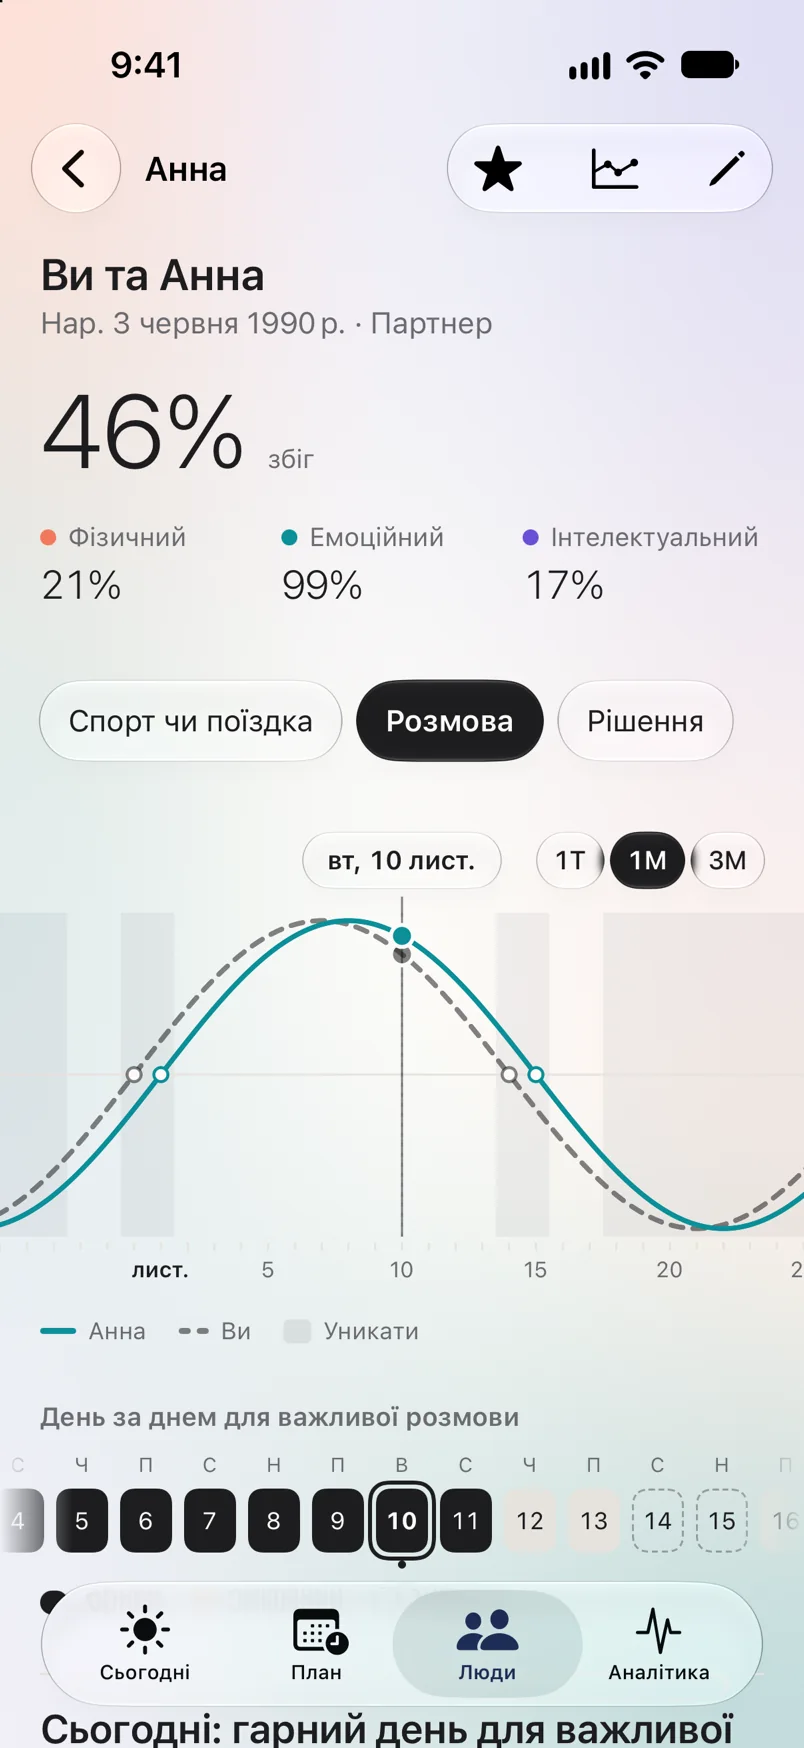 9:41
Анна
Ви та Анна
Нар. 3 червня 1990 р. · Партнер
46% збіг
Фізичний Емоційний Інтелектуальний
21% 99% 17%
Спорт чи поїздка Розмова Рішення
вт, 10 лист. 1Т 1М 3М
лист. 5 10 15 20
Анна Ви Уникати
День за днем для важливої розмови
С Ч П С Н П В С Ч П С Н П
4 5 6 7 8 9 10 11 12 13 14 15 16
Сьогодні План Люди Аналітика
Сьогодні: гарний день для важливої